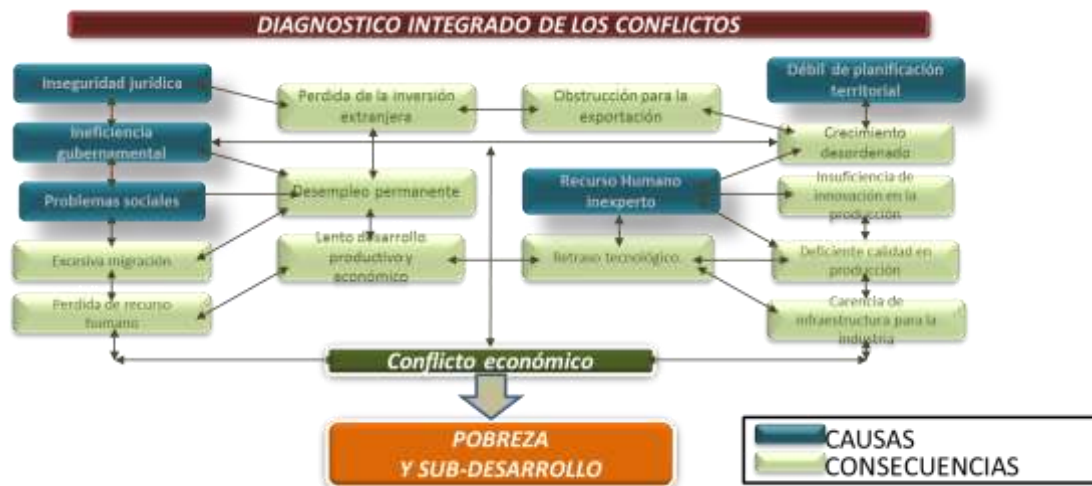 DIAGNOSTICO INTEGRADO DE LOS CONFLICTOS
Inseguridad jurídica
Perdida de la inversión
extranjera
Obstrucción para la
exportación
Débil de planificación
territorial
Ineficiencia
gubernamental
Crecimiento
desordenado
Problemas sociales
Desempleo permanente
Recurso Humano
inexperto
Insuficiencia de
innovación en la
producción
Excesiva migración
Lento desarrollo
productivo y
económico
Retraso tecnológico
Deficiente calidad en
producción
Perdida de recurso
humano
Carencia de
infraestructura para la
industria
Conflicto económico
POBREZA
Y SUB-DESARROLLO
CAUSAS
CONSECUENCIAS